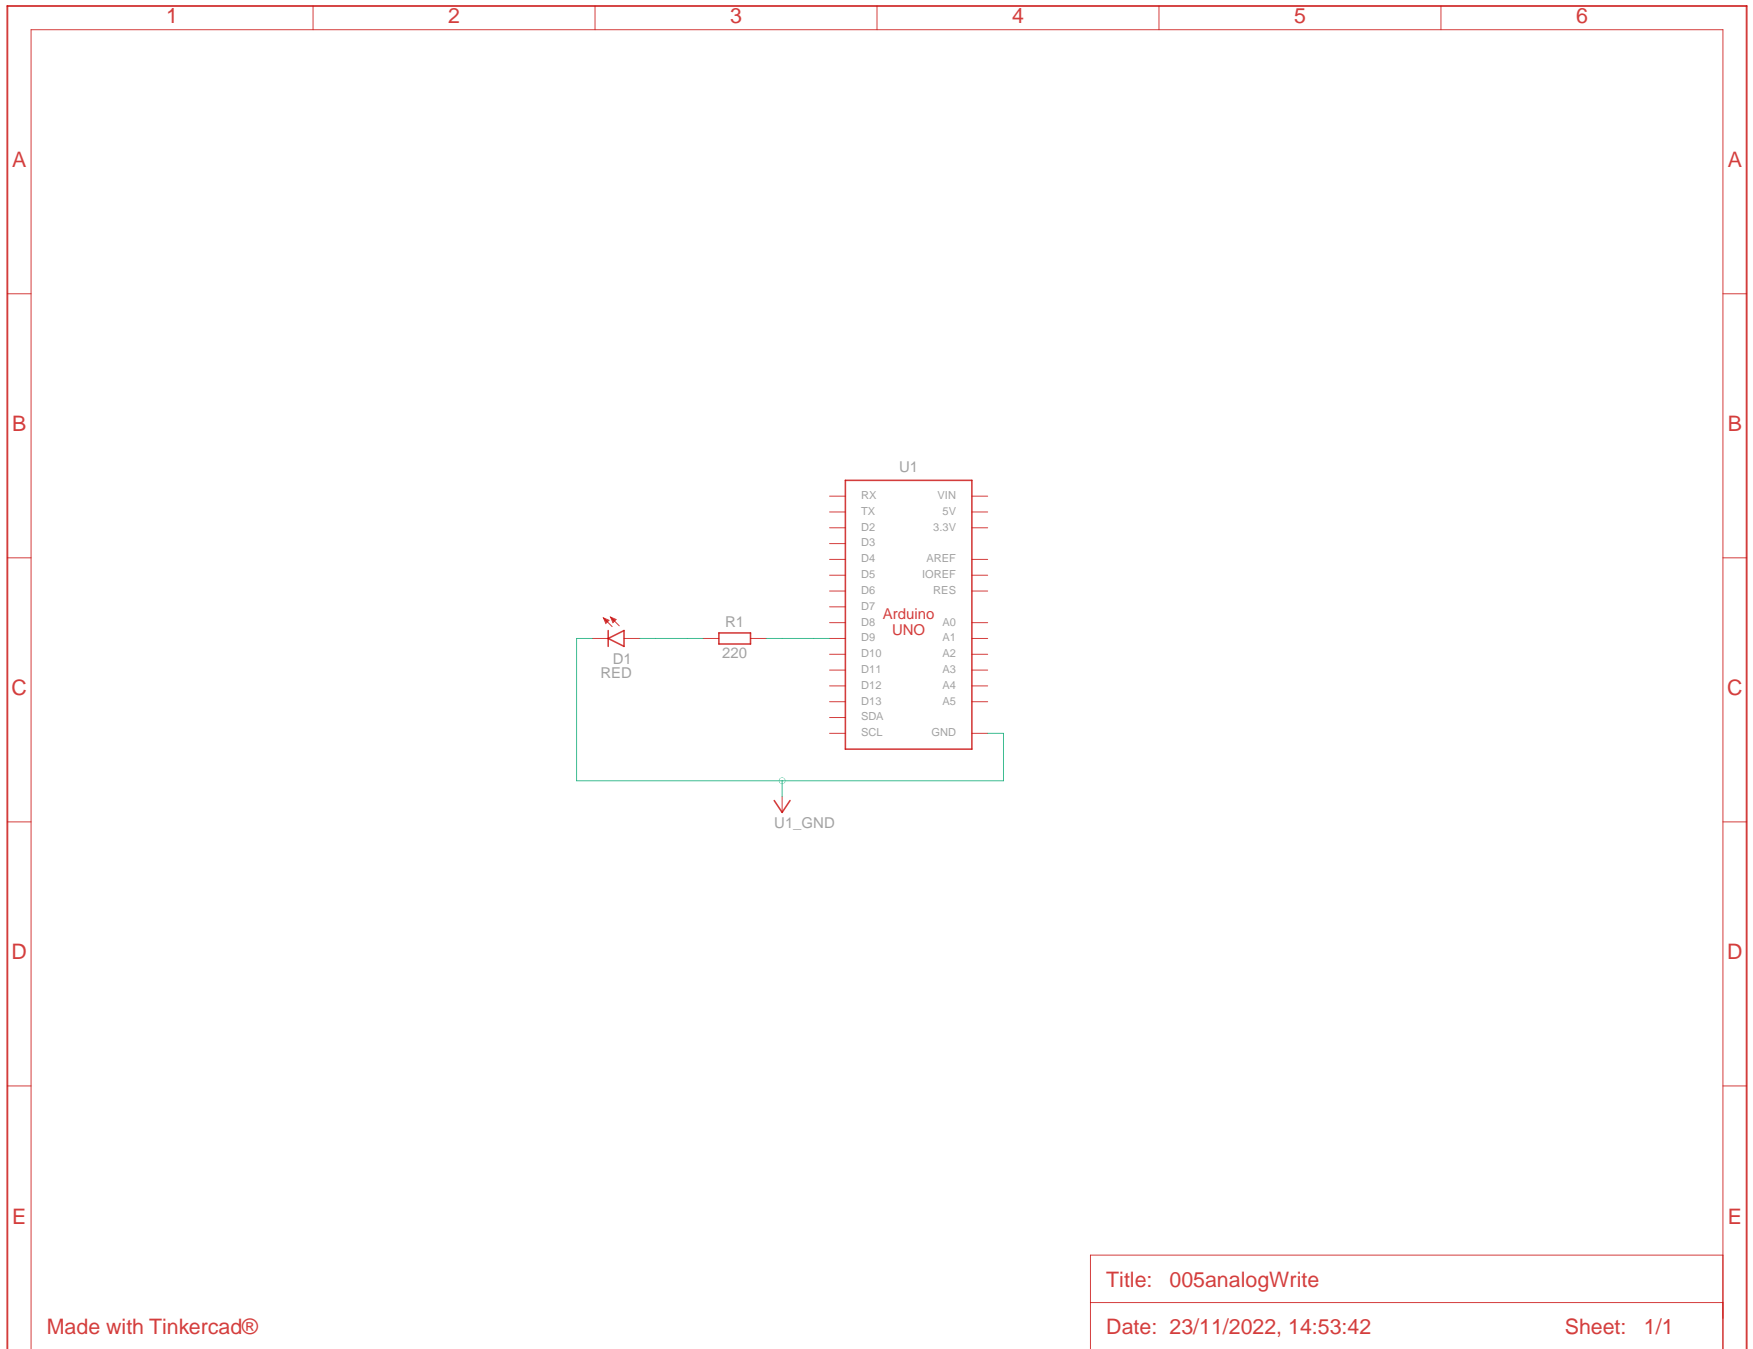 1 2 3 4 5 6
A A
B B
U1
RX VIN
TX 5V
D2 3.3V
D3
D4 AREF
D5 IOREF
D6 RES
D7
Arduino
UNO
D8 A0
D9 A1
D10 A2
D11 A3
D12 A4
D13 A5
SDA
SCL GND
R1
220
D1
RED
C C
U1_GND
D D
E E
Title: 005analogWrite
Made with Tinkercad®
Date: 23/11/2022, 14:53:42 Sheet: 1/1